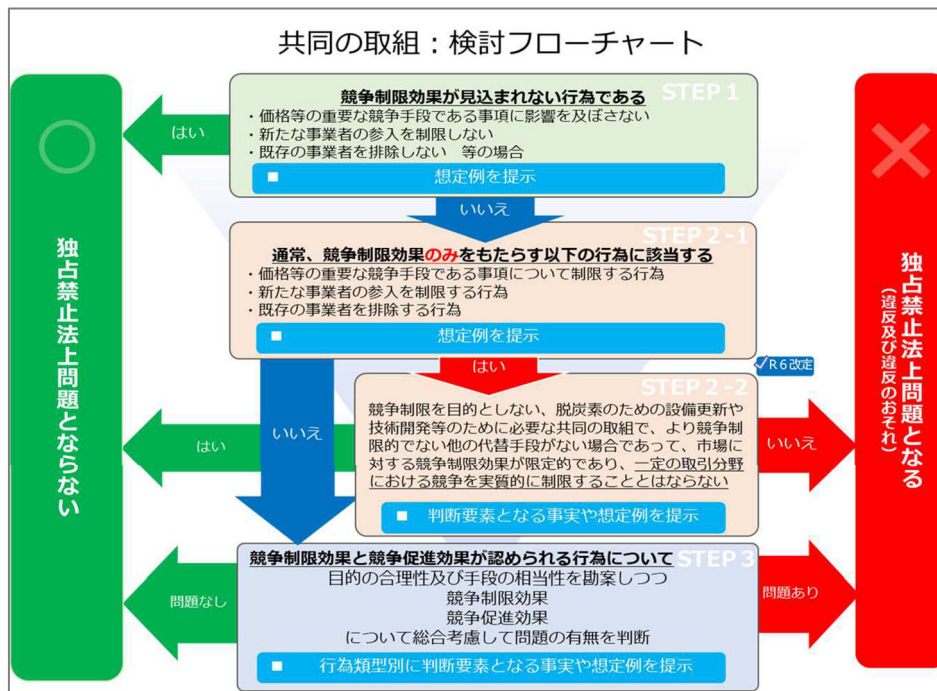 共同の取組：検討フローチャート
STEP 1
競争制限効果が見込まれない行為である
・価格等の重要な競争手段である事項に影響を及ぼさない
・新たな事業者の参入を制限しない
・既存の事業者を排除しない　等の場合
■ 想定例を提示
はい
いいえ
STEP 2-1
通常、競争制限効果のみをもたらす以下の行為に該当する
・価格等の重要な競争手段である事項について制限する行為
・新たな事業者の参入を制限する行為
・既存の事業者を排除する行為
■ 想定例を提示
はい
いいえ
✓R6改定
STEP 2-2
競争制限を目的としない、脱炭素のための設備更新や
技術開発等のために必要な共同の取組で、より競争制
限的でない他の代替手段がない場合であって、市場に
対する競争制限効果が限定的であり、一定の取引分野
における競争を実質的に制限することとはならない
■ 判断要素となる事実や想定例を提示
はい
いいえ
STEP 3
競争制限効果と競争促進効果が認められる行為について
目的の合理性及び手段の相当性を勘案しつつ
競争制限効果
競争促進効果
について総合考慮して問題の有無を判断
■ 行為類型別に判断要素となる事実や想定例を提示
問題なし
問題あり
独占禁止法上問題とならない
独占禁止法上問題となる
（違反及び違反のおそれ）